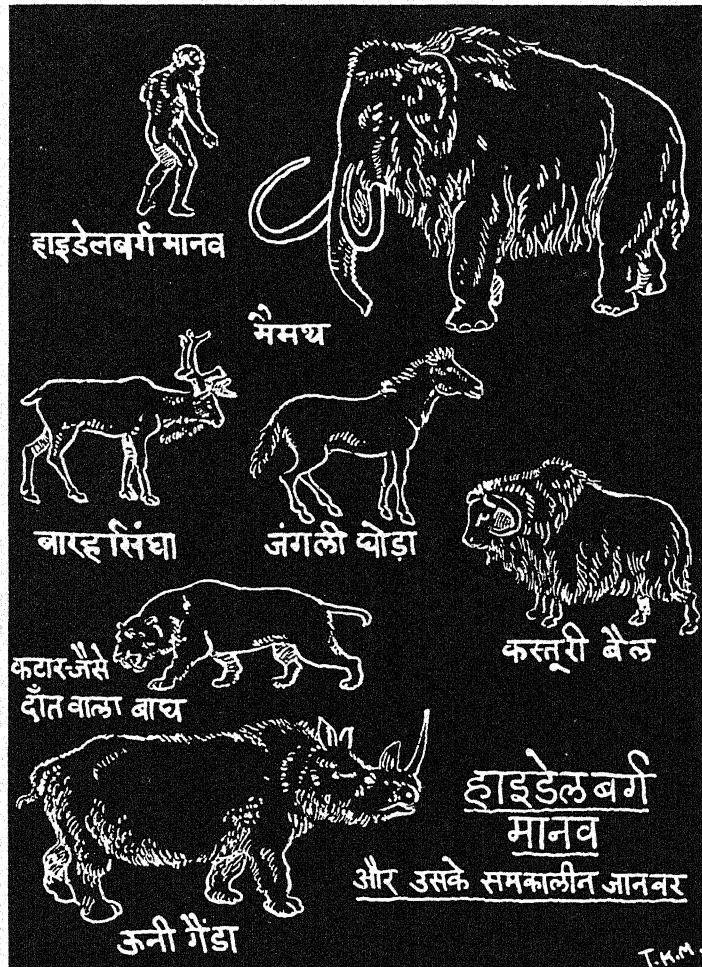 हाइडेलबर्ग मानव
मैमथ
बारहसिंघा
जंगली घोड़ा
कस्तूरी बैल
कटार-जैसे
दाँत वाला बाघ
ऊनी गैंडा
हाइडेलबर्ग
मानव
और उसके समकालीन जानवर
T.K.M.